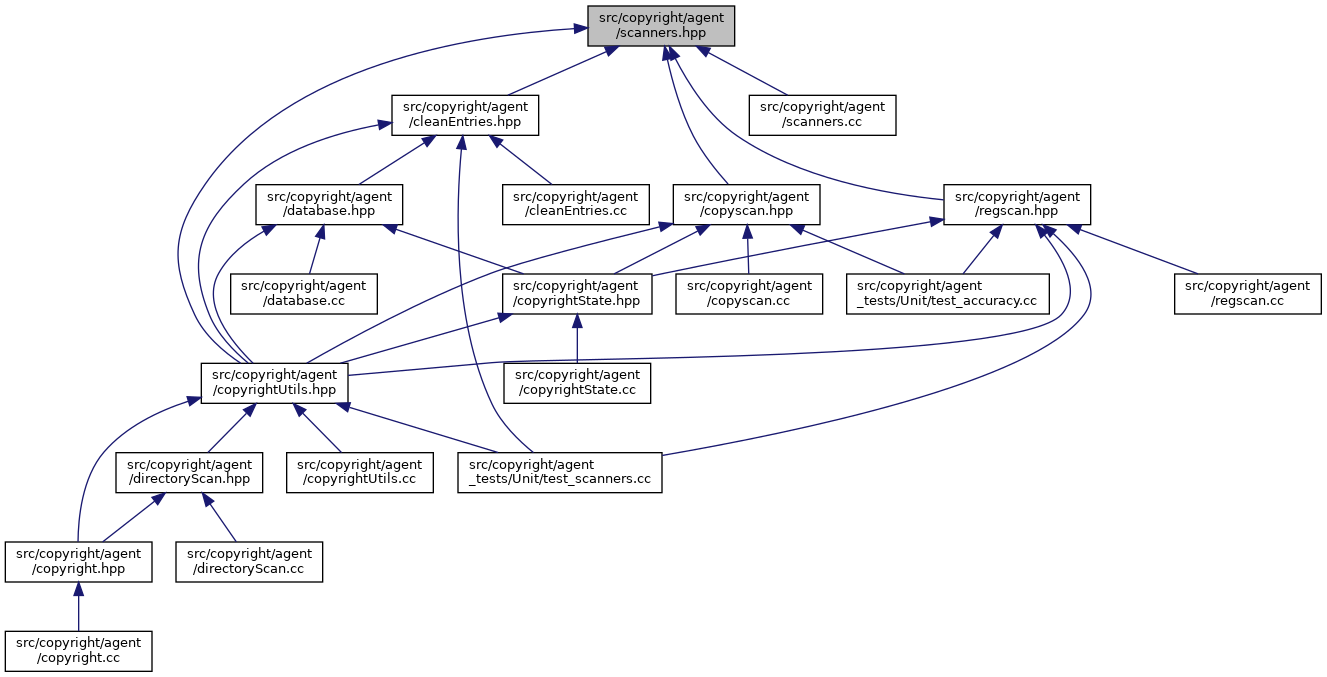 src/copyright/agent
/scanners.hpp
src/copyright/agent
/cleanEntries.hpp
src/copyright/agent
/scanners.cc
src/copyright/agent
/database.hpp
src/copyright/agent
/cleanEntries.cc
src/copyright/agent
/copyscan.hpp
src/copyright/agent
/regscan.hpp
src/copyright/agent
/database.cc
src/copyright/agent
/copyrightState.hpp
src/copyright/agent
/copyscan.cc
src/copyright/agent
_tests/Unit/test_accuracy.cc
src/copyright/agent
/regscan.cc
src/copyright/agent
/copyrightUtils.hpp
src/copyright/agent
/copyrightState.cc
src/copyright/agent
/directoryScan.hpp
src/copyright/agent
/copyrightUtils.cc
src/copyright/agent
_tests/Unit/test_scanners.cc
src/copyright/agent
/copyright.hpp
src/copyright/agent
/directoryScan.cc
src/copyright/agent
/copyright.cc